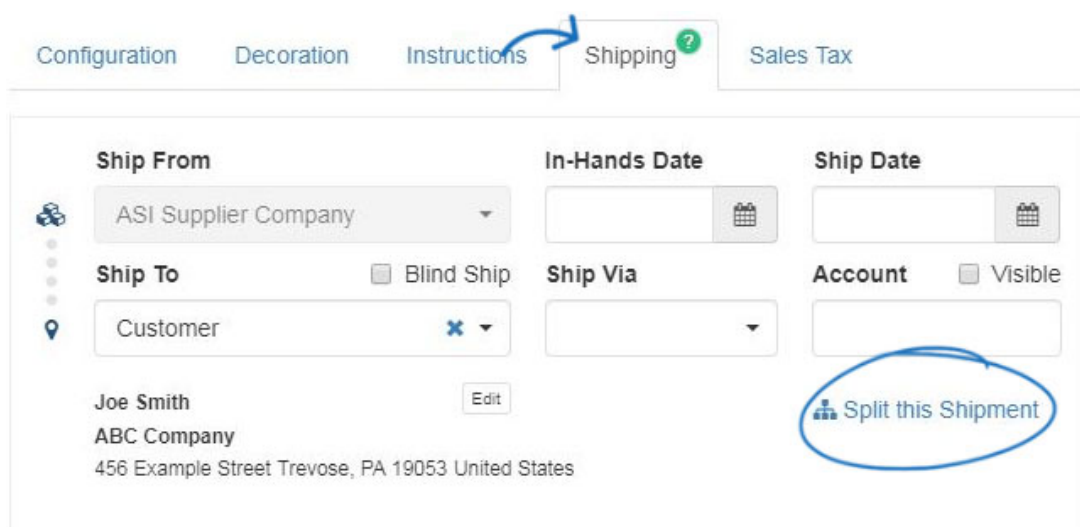 Configuration Decoration Instructions Shipping ? Sales Tax
Ship From In-Hands Date Ship Date
ASI Supplier Company
Ship To Blind Ship Ship Via Account Visible
Customer
Joe Smith Edit Split this Shipment
ABC Company
456 Example Street Trevose, PA 19053 United States